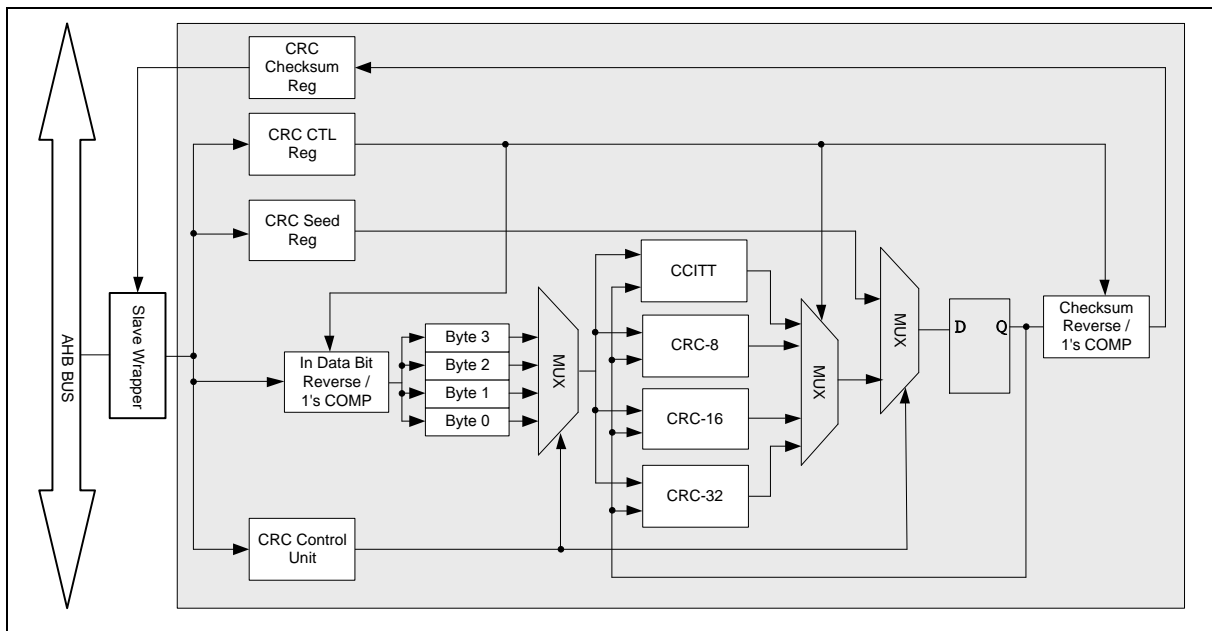 CRC
Checksum
Reg
CRC CTL
Reg
CRC Seed
Reg
AHB BUS
Slave Wrapper
In Data Bit
Reverse /
1's COMP
Byte 3
Byte 2
Byte 1
Byte 0
MUX
CCITT
CRC-8
CRC-16
CRC-32
MUX
MUX
D Q
Checksum
Reverse /
1's COMP
CRC Control
Unit